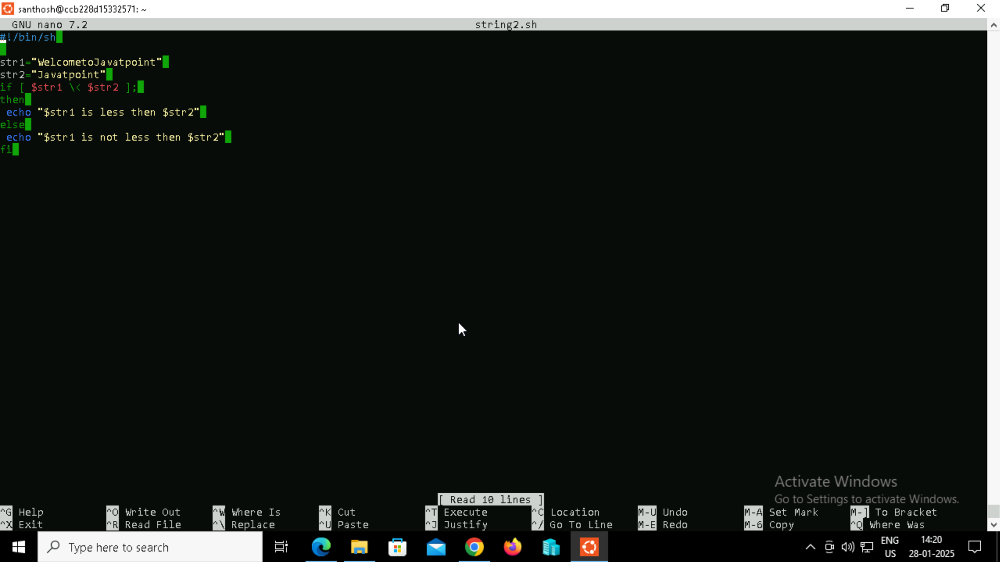 santhosh@ccb228d15332571: ~
GNU nano 7.2 string2.sh
#!/bin/sh
str1="WelcometoJavatpoint"
str2="Javatpoint"
if [ $str1 \< $str2 ];
then
echo "$str1 is less then $str2"
else
echo "$str1 is not less then $str2"
fi
Activate Windows
Go to Settings to activate Windows.
[ Read 10 lines ]
^G Help ^O Write Out ^W Where Is ^K Cut ^T Execute ^C Location M-U Undo M-A Set Mark M-] To Bracket
^X Exit ^R Read File ^\ Replace ^U Paste ^J Justify ^/ Go To Line M-E Redo M-6 Copy ^Q Where Was
Type here to search
ENG
US
14:20
28-01-2025